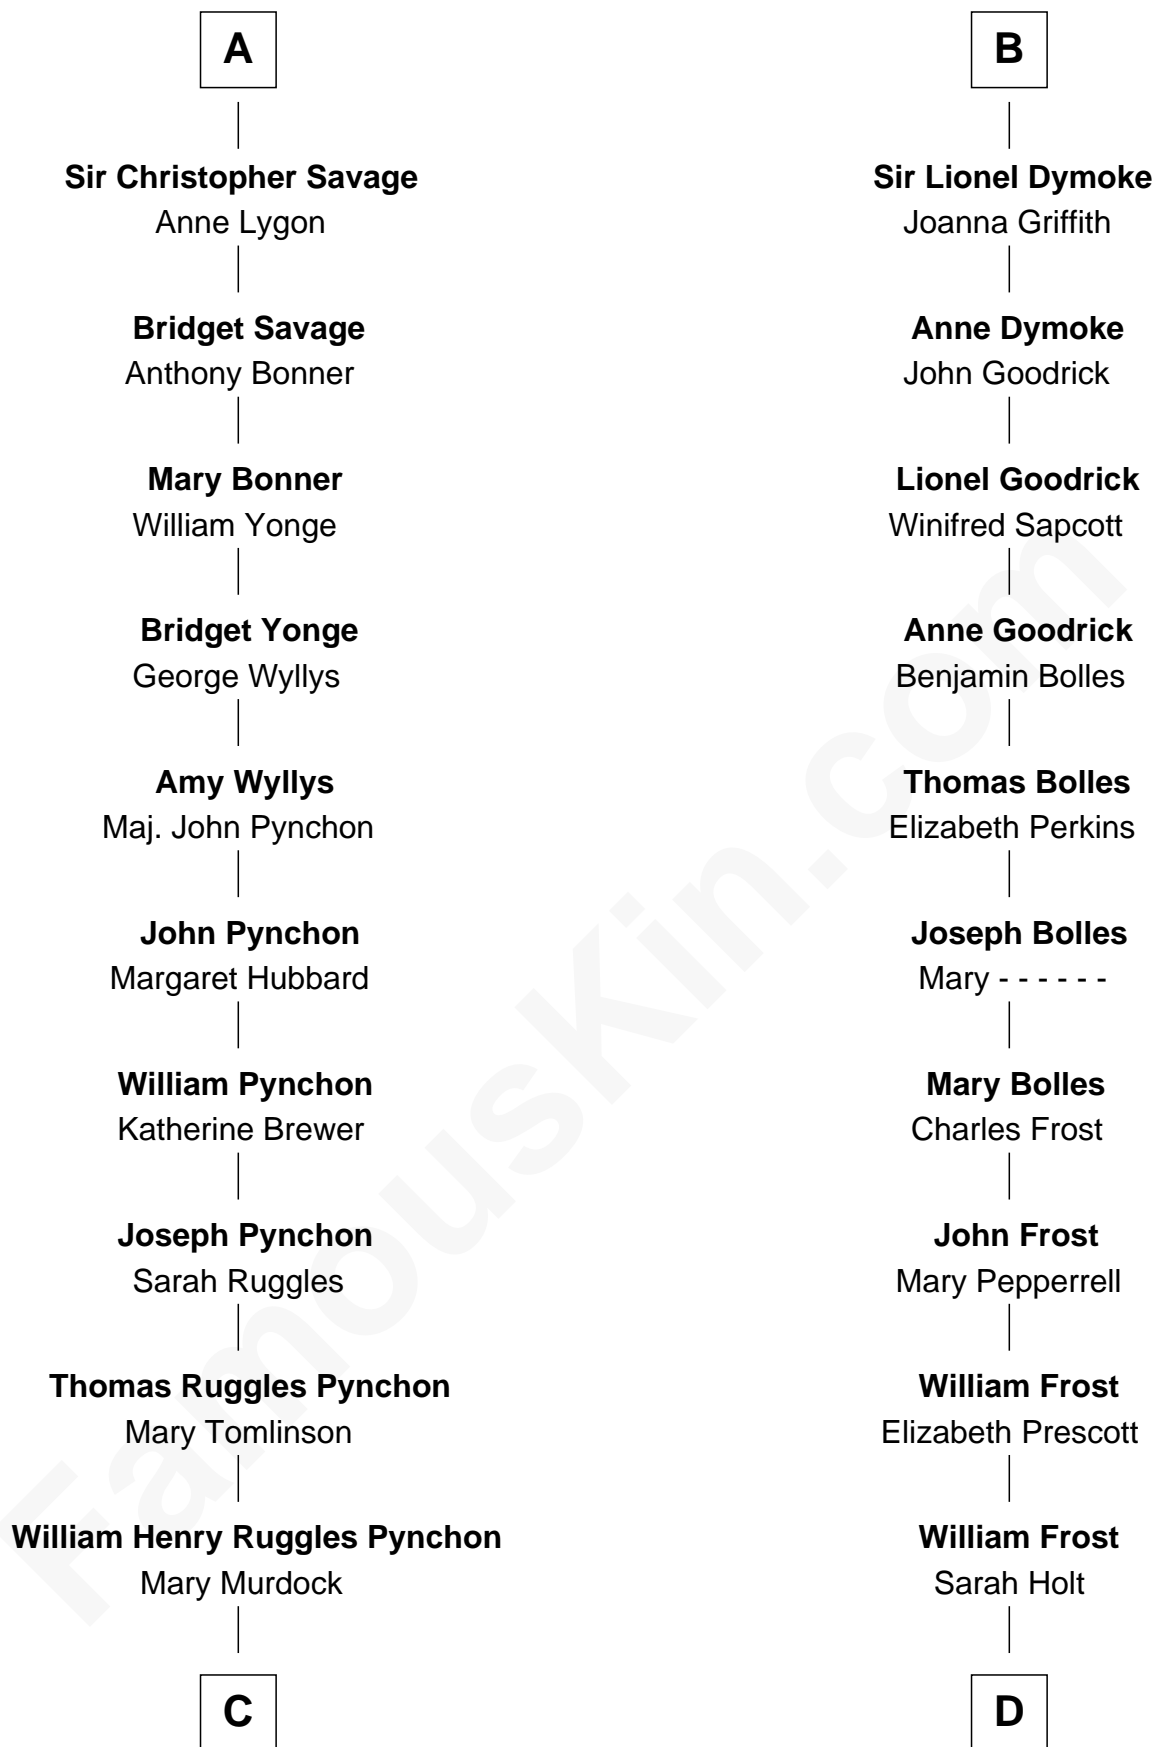 A
Sir Christopher Savage
Anne Lygon
Bridget Savage
Anthony Bonner
Mary Bonner
William Yonge
Bridget Yonge
George Wyllys
Amy Wyllys
Maj. John Pynchon
John Pynchon
Margaret Hubbard
William Pynchon
Katherine Brewer
Joseph Pynchon
Sarah Ruggles
Thomas Ruggles Pynchon
Mary Tomlinson
William Henry Ruggles Pynchon
Mary Murdock
C
B
Sir Lionel Dymoke
Joanna Griffith
Anne Dymoke
John Goodrick
Lionel Goodrick
Winifred Sapcott
Anne Goodrick
Benjamin Bolles
Thomas Bolles
Elizabeth Perkins
Joseph Bolles
Mary - - - - - -
Mary Bolles
Charles Frost
John Frost
Mary Pepperrell
William Frost
Elizabeth Prescott
William Frost
Sarah Holt
D
FamousKin.com